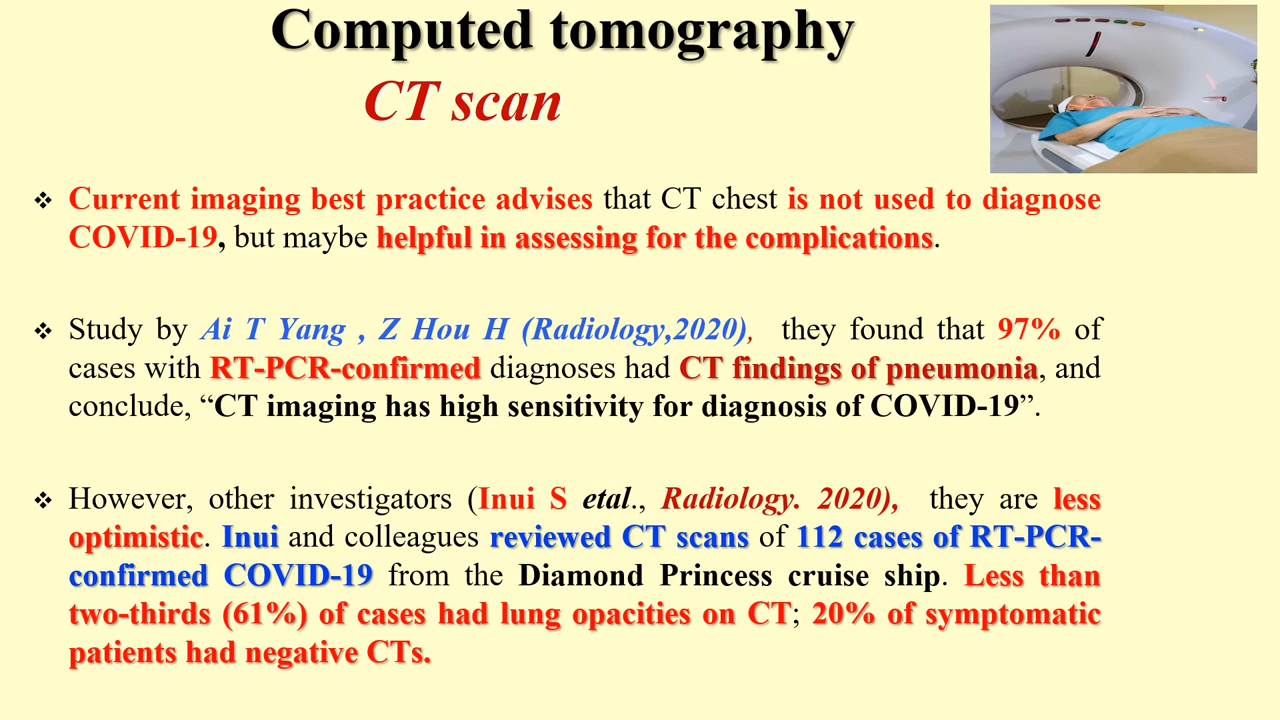 Computed tomography
CT scan
❖ Current imaging best practice advises that CT chest is not used to diagnose
COVID-19, but maybe helpful in assessing for the complications.
❖ Study by Ai T Yang , Z Hou H (Radiology,2020), they found that 97% of
cases with RT-PCR-confirmed diagnoses had CT findings of pneumonia, and
conclude, “CT imaging has high sensitivity for diagnosis of COVID-19”.
❖ However, other investigators (Inui S etal., Radiology. 2020), they are less
optimistic. Inui and colleagues reviewed CT scans of 112 cases of RT-PCR-
confirmed COVID-19 from the Diamond Princess cruise ship. Less than
two-thirds (61%) of cases had lung opacities on CT; 20% of symptomatic
patients had negative CTs.